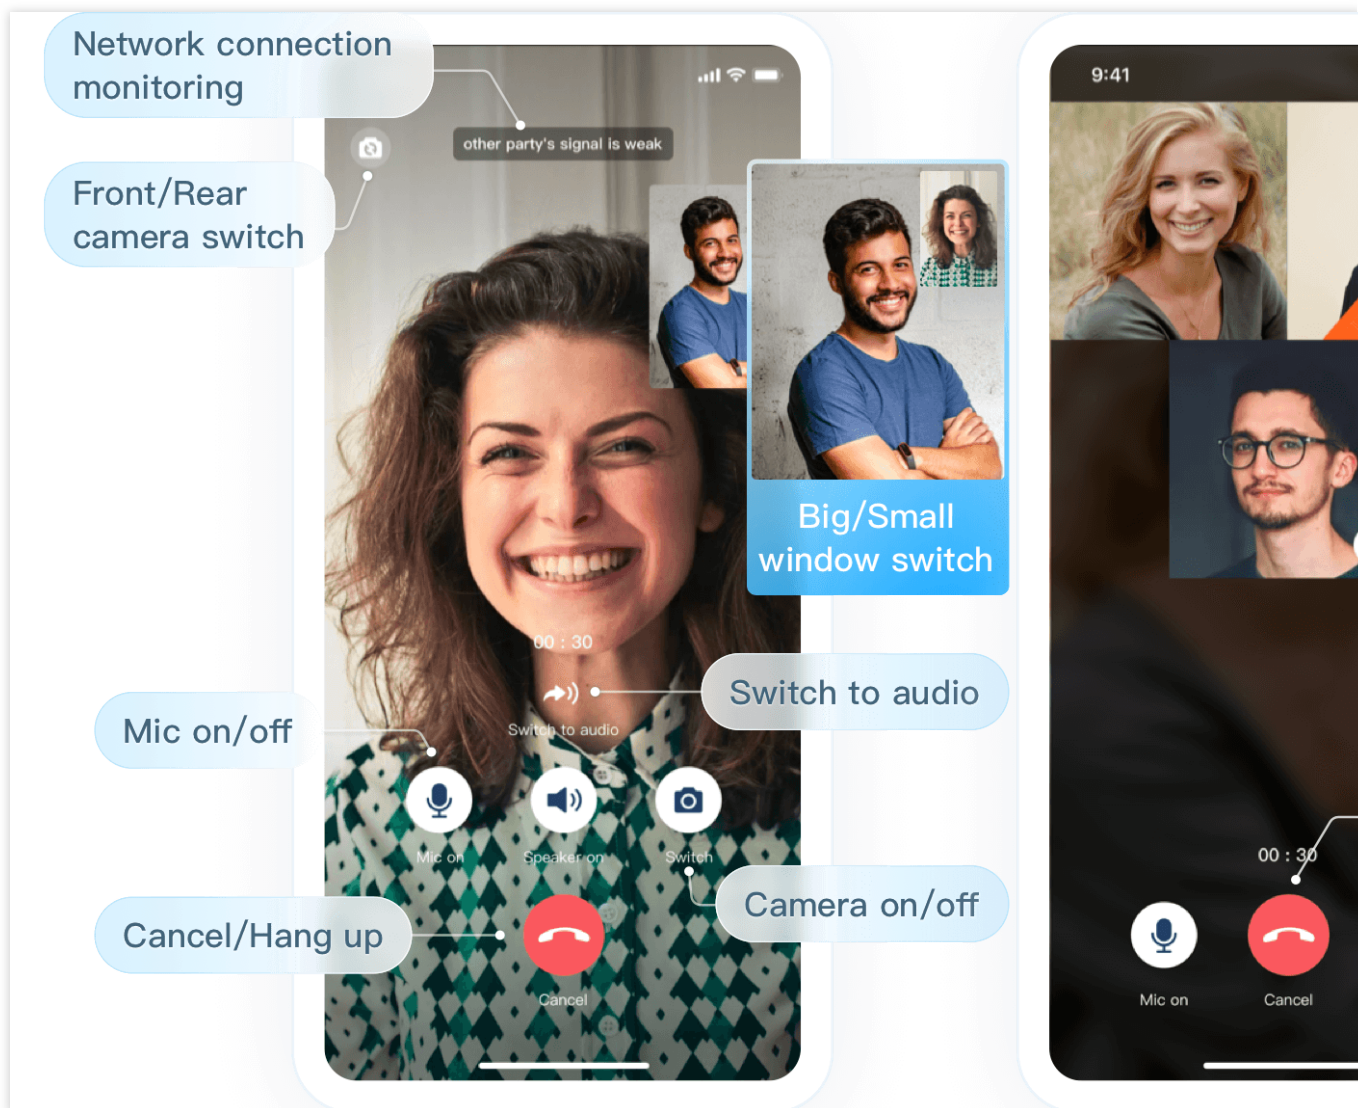 Network connection
monitoring
other party's signal is weak
Front/Rear
camera switch
Big/Small
window switch
00 : 30
Switch to audio
Switch to audio
Mic on/off
Mic on
Speaker on
Switch
Camera on/off
Cancel/Hang up
Cancel
9:41
00 : 30
Mic on
Cancel